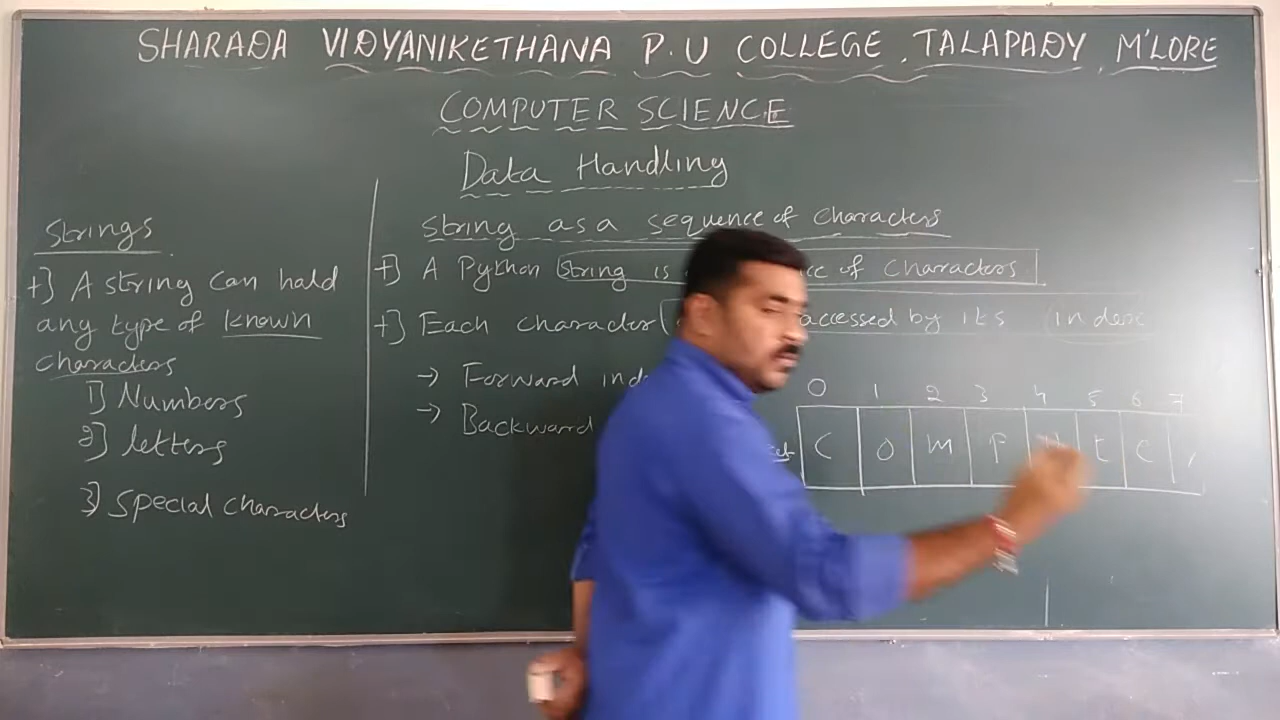 SHARADA VIDYANIKETHANA P.U COLLEGE, TALAPADY, M'LORE
COMPUTER SCIENCE
Data Handling
Strings
+] A string can hold
any type of known
characters
1] Numbers
2] letters
3] Special characters
String as a sequence of characters
+] A Python string is of characters
+] Each character accessed by its index
→ Forward
→ Backward
0 1 2 3 4 5 6 7
C O M P t e